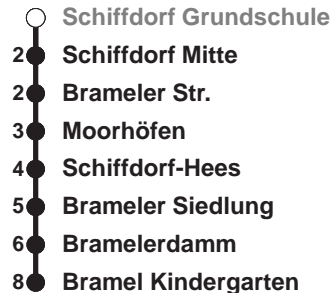 Schiffdorf Grundschule
2 Schiffdorf Mitte
2 Brameler Str.
3 Moorhöfen
4 Schiffdorf-Hees
5 Brameler Siedlung
6 Bramelerdamm
8 Bramel Kindergarten